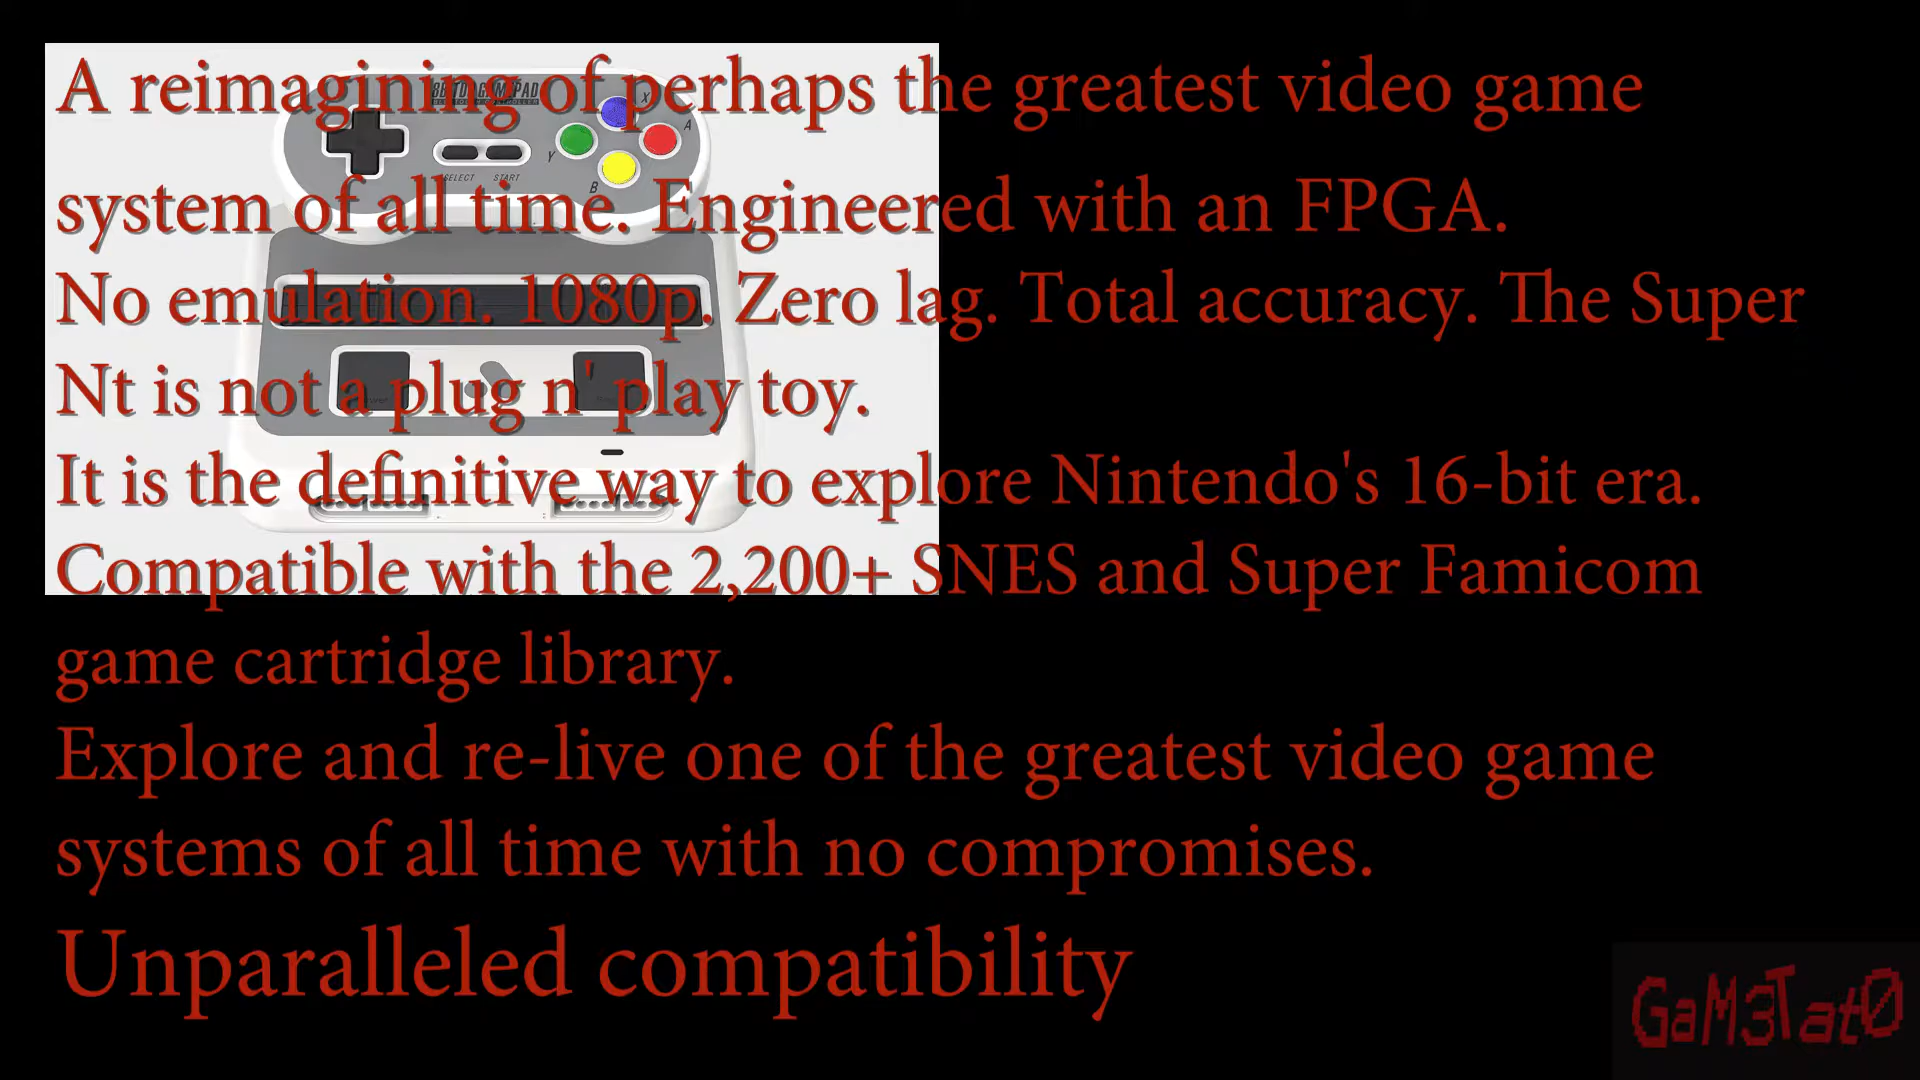 A reimagining of perhaps the greatest video game
system of all time. Engineered with an FPGA.
No emulation. 1080p. Zero lag. Total accuracy. The Super
Nt is not a plug n' play toy.
It is the definitive way to explore Nintendo's 16-bit era.
Compatible with the 2,200+ SNES and Super Famicom
game cartridge library.
Explore and re-live one of the greatest video game
systems of all time with no compromises.
Unparalleled compatibility
X
A
Y
B
SELECT START
GaM3Tat0